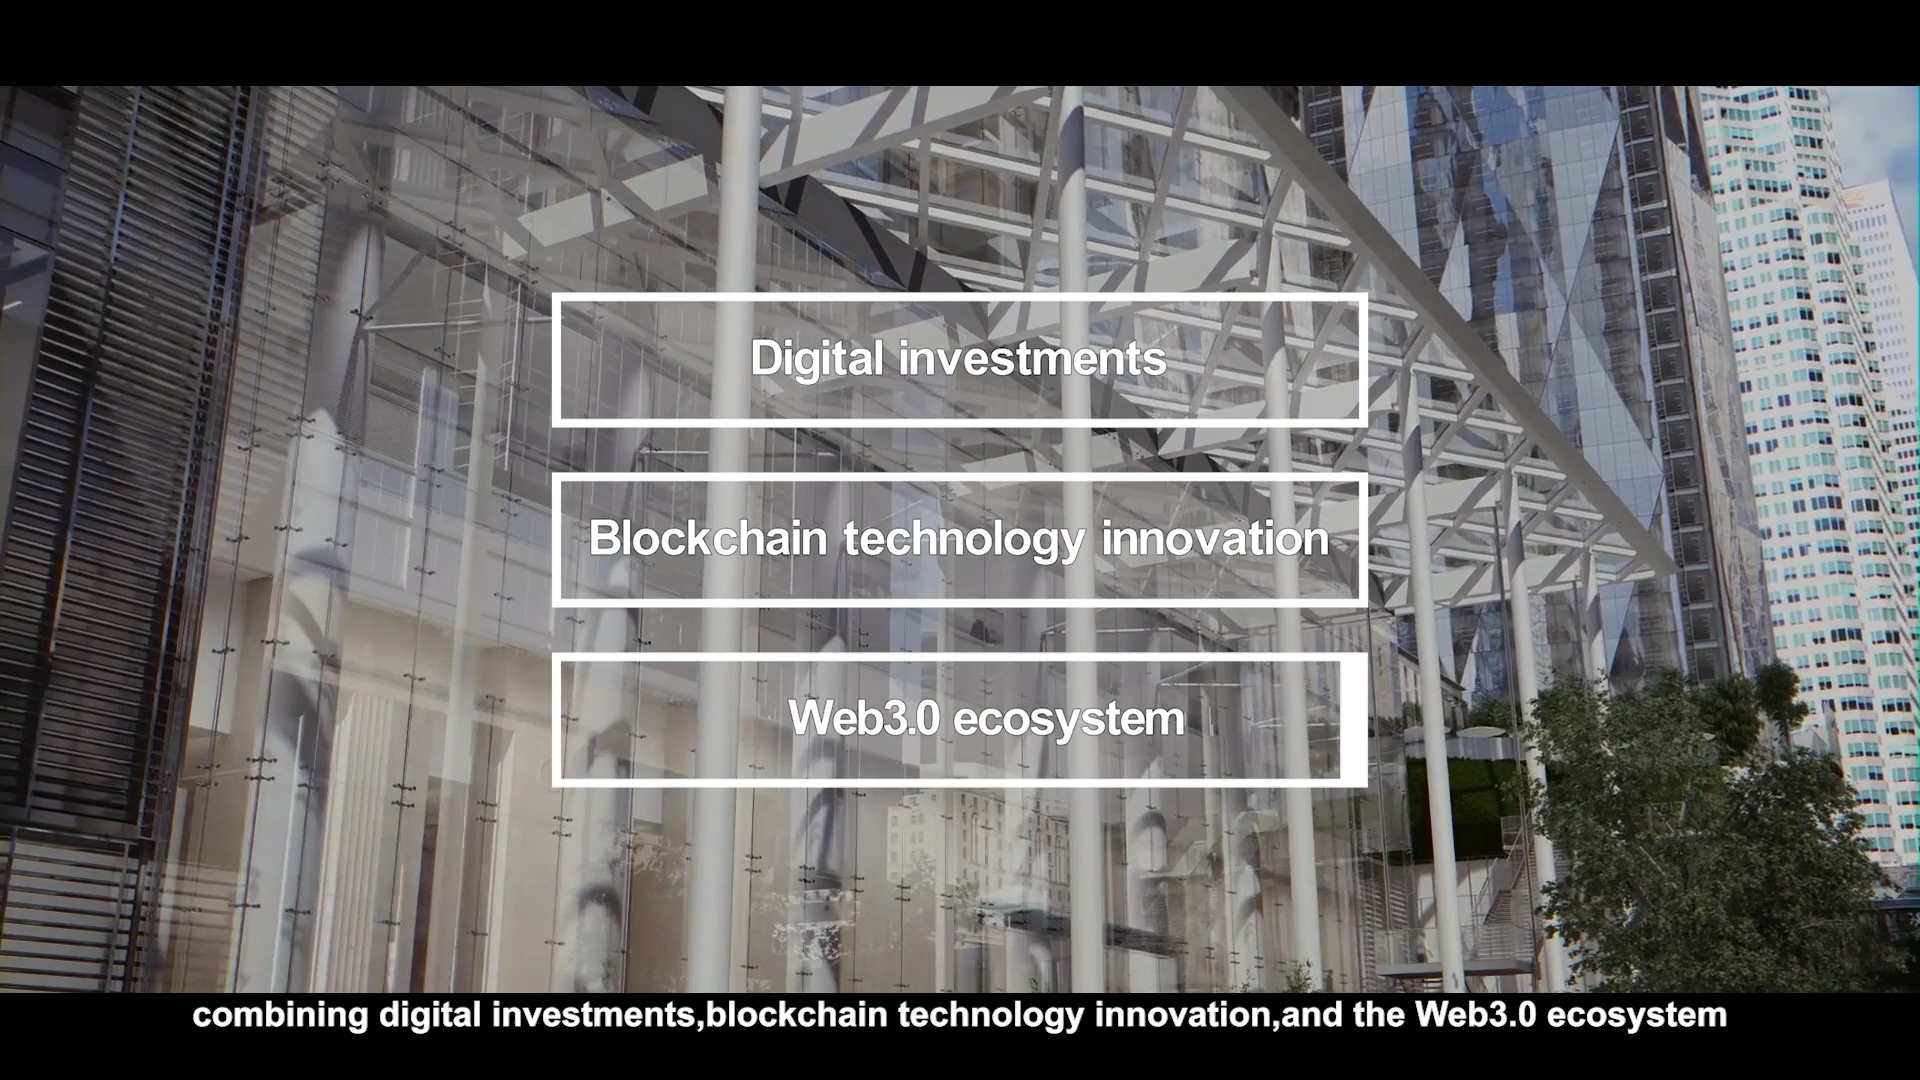 Digital investments
Blockchain technology innovation
Web3.0 ecosystem
combining digital investments,blockchain technology innovation,and the Web3.0 ecosystem